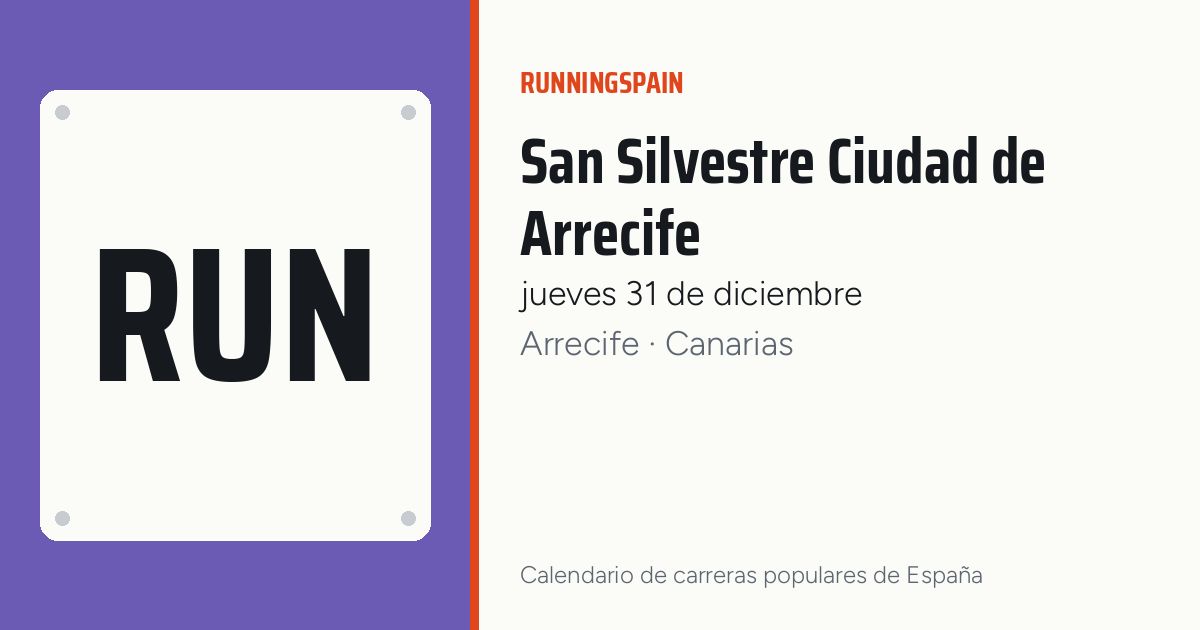 RUN
RUNNINGSPAIN
San Silvestre Ciudad de
Arrecife
jueves 31 de diciembre
Arrecife · Canarias
Calendario de carreras populares de España